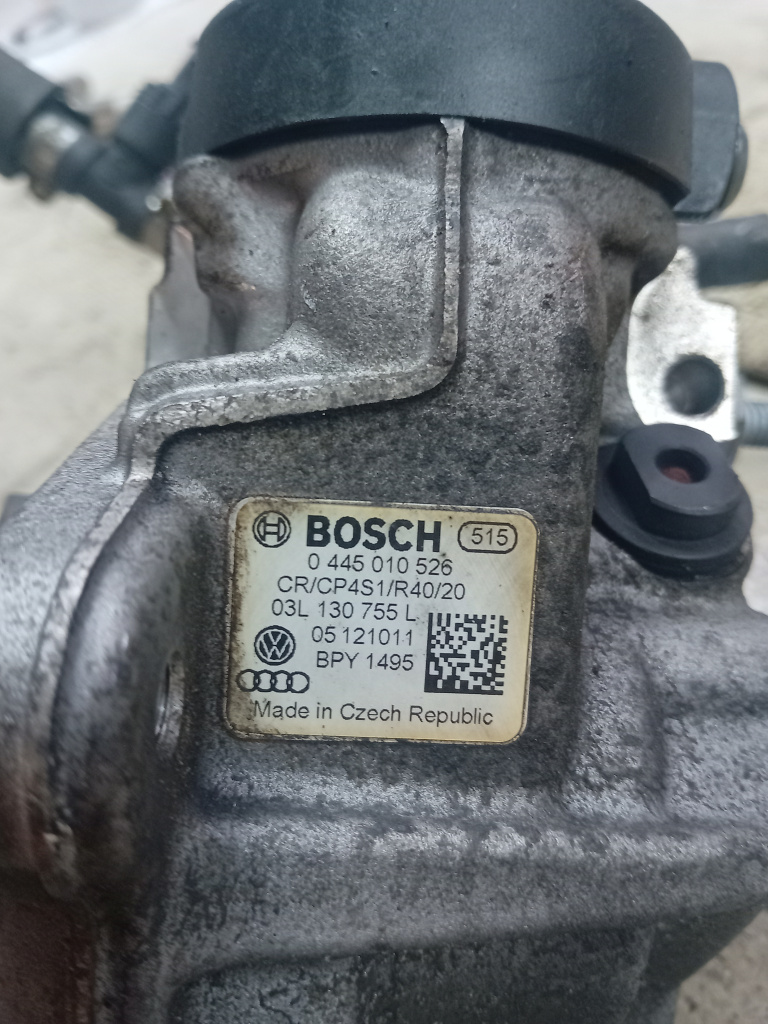 BOSCH 515
0 445 010 526
CR/CP4S1/R40/20
03L 130 755 L
05 121011
BPY 1495
Made in Czech Republic